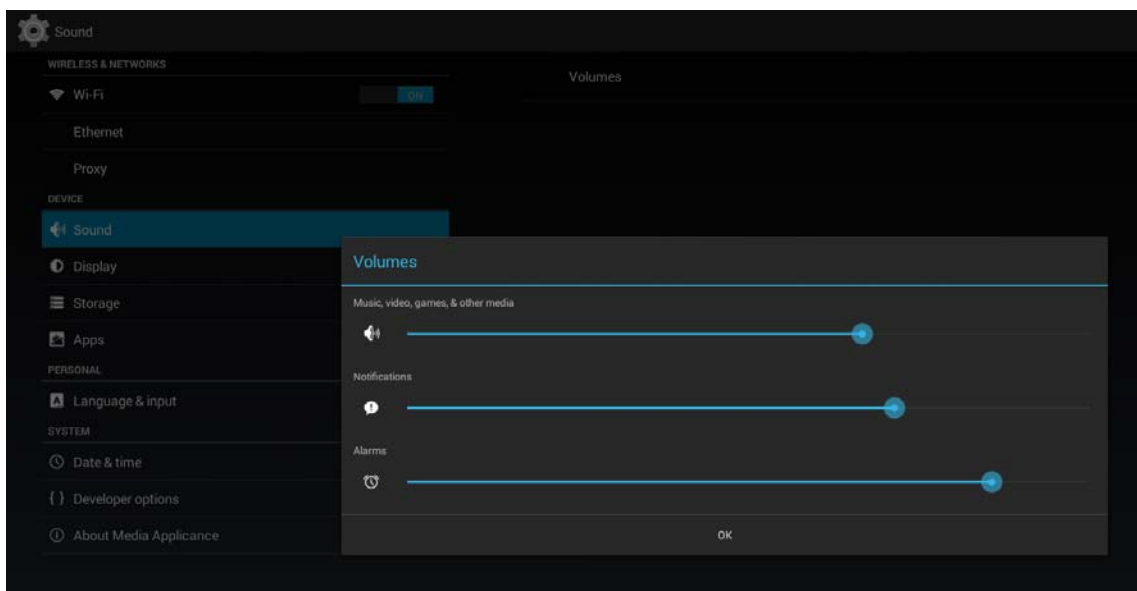 Sound
WIRELESS & NETWORKS
Wi-Fi
ON
Ethernet
Proxy
DEVICE
Sound
Display
Storage
Apps
PERSONAL
Language & input
SYSTEM
Date & time
{ } Developer options
About Media Applicance
Volumes
Volumes
Music, video, games, & other media
Notifications
Alarms
OK